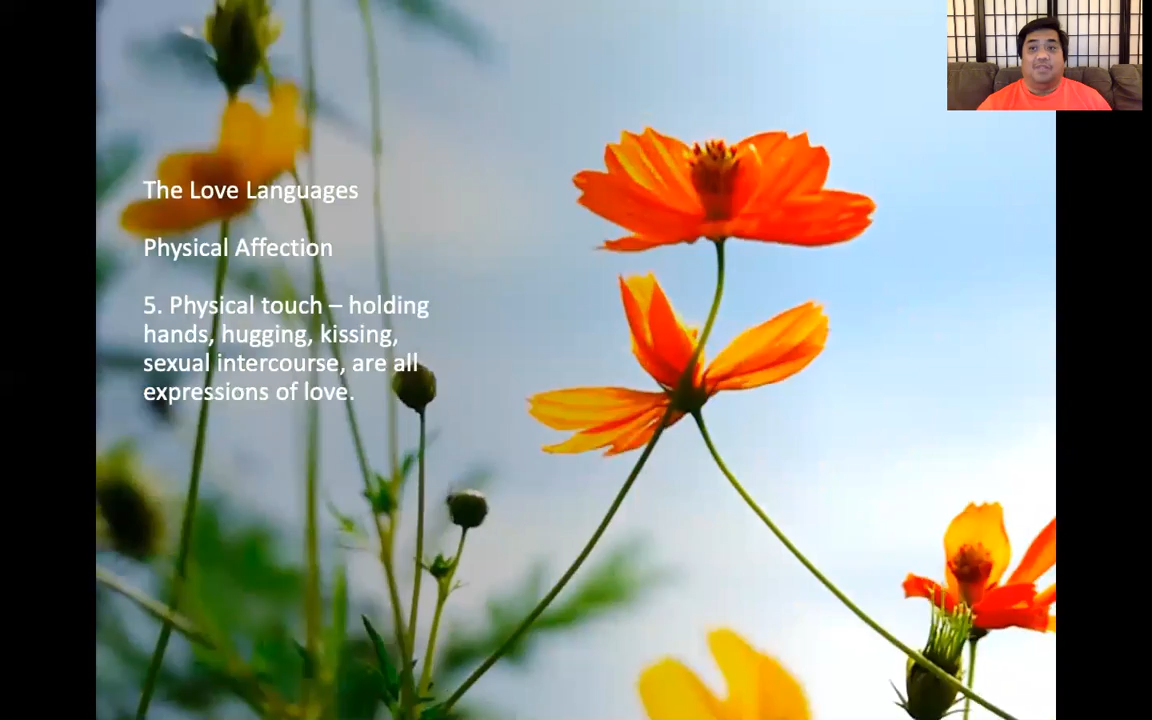 The Love Languages
Physical Affection
5. Physical touch – holding
hands, hugging, kissing,
sexual intercourse, are all
expressions of love.